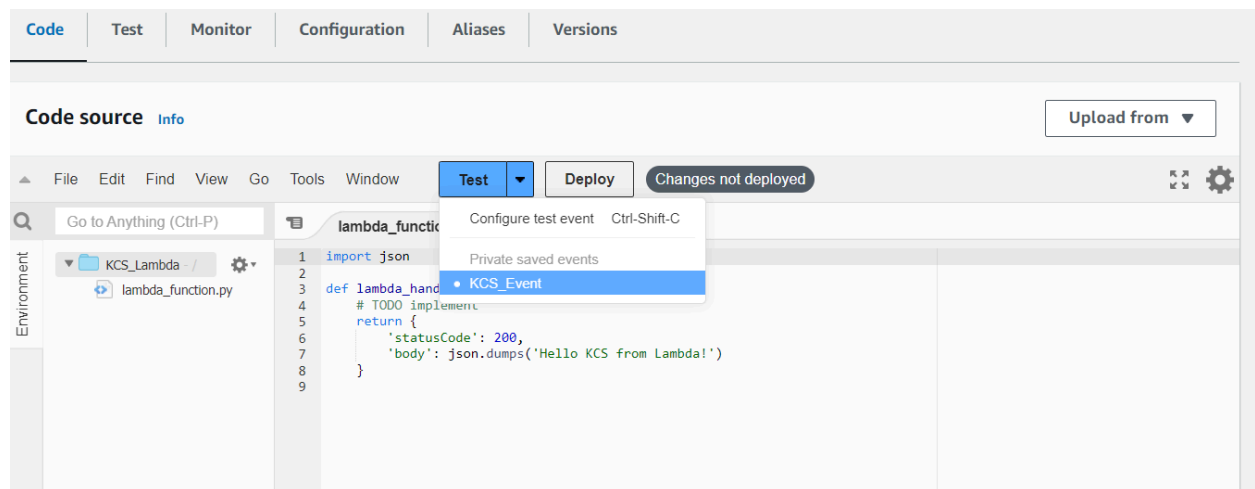 Code Test Monitor Configuration Aliases Versions
Code source Info Upload from
File Edit Find View Go Tools Window Test Deploy Changes not deployed
Go to Anything (Ctrl-P)
lambda_functic
Configure test event Ctrl-Shift-C
Private saved events
KCS_Event
Environment
KCS_Lambda - /
lambda_function.py
1 import json
2
3 def lambda_hand
4 # TODO implement
5 return {
6 'statusCode': 200,
7 'body': json.dumps('Hello KCS from Lambda!')
8 }
9